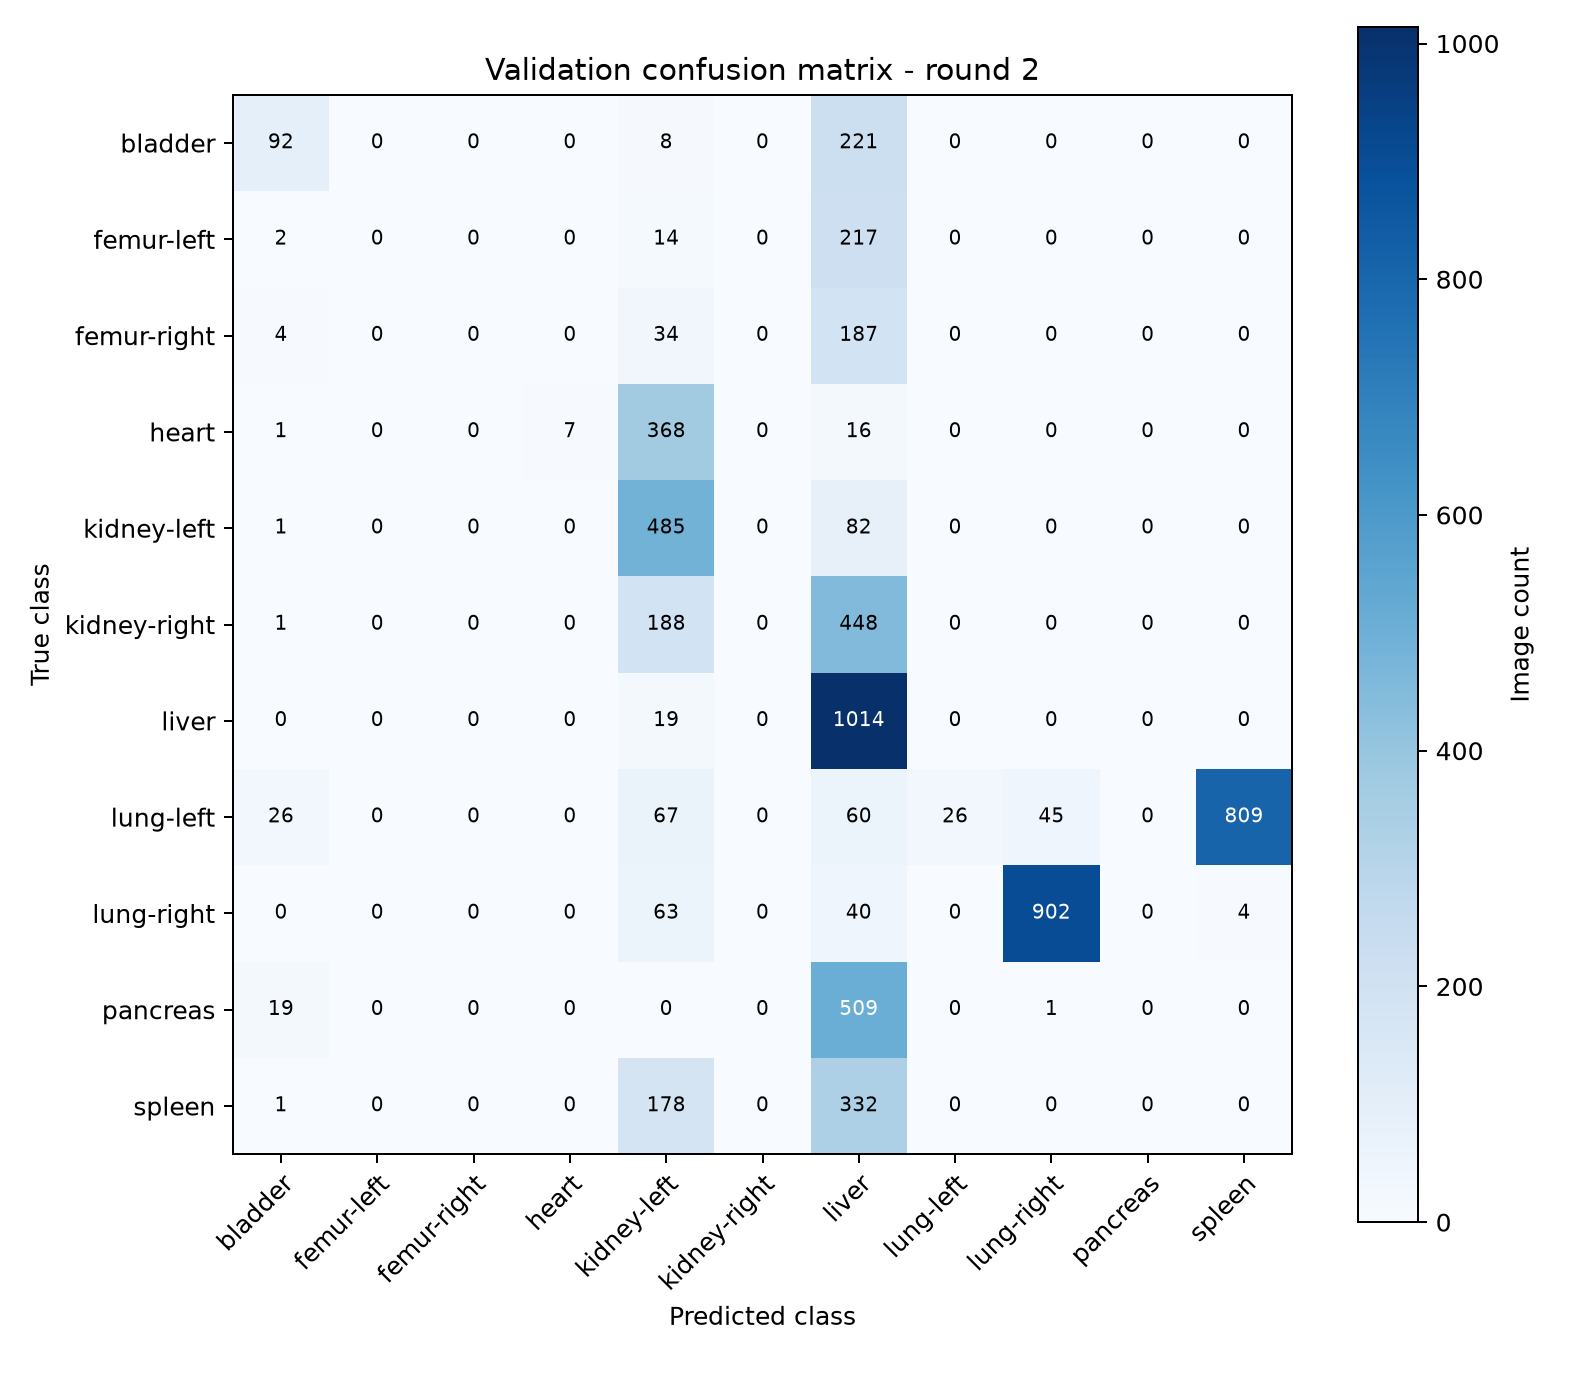 Validation confusion matrix - round 2
True class
bladder 92 0 0 0 8 0 221 0 0 0 0
femur-left 2 0 0 0 14 0 217 0 0 0 0
femur-right 4 0 0 0 34 0 187 0 0 0 0
heart 1 0 0 7 368 0 16 0 0 0 0
kidney-left 1 0 0 0 485 0 82 0 0 0 0
kidney-right 1 0 0 0 188 0 448 0 0 0 0
liver 0 0 0 0 19 0 1014 0 0 0 0
lung-left 26 0 0 0 67 0 60 26 45 0 809
lung-right 0 0 0 0 63 0 40 0 902 0 4
pancreas 19 0 0 0 0 0 509 0 1 0 0
spleen 1 0 0 0 178 0 332 0 0 0 0
bladder femur-left femur-right heart kidney-left kidney-right liver lung-left lung-right pancreas spleen
Predicted class
1000
800
600
400
200
0
Image count